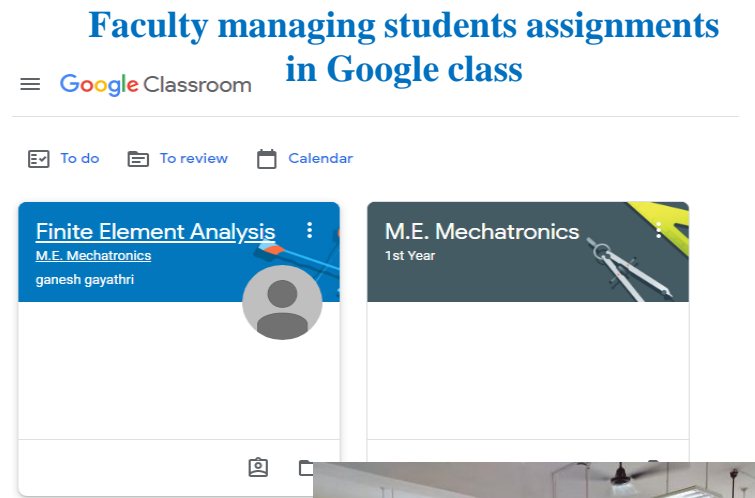 Faculty managing students assignments
in Google class
Google Classroom
To do To review Calendar
Finite Element Analysis
M.E. Mechatronics
ganesh gayathri
M.E. Mechatronics
1st Year